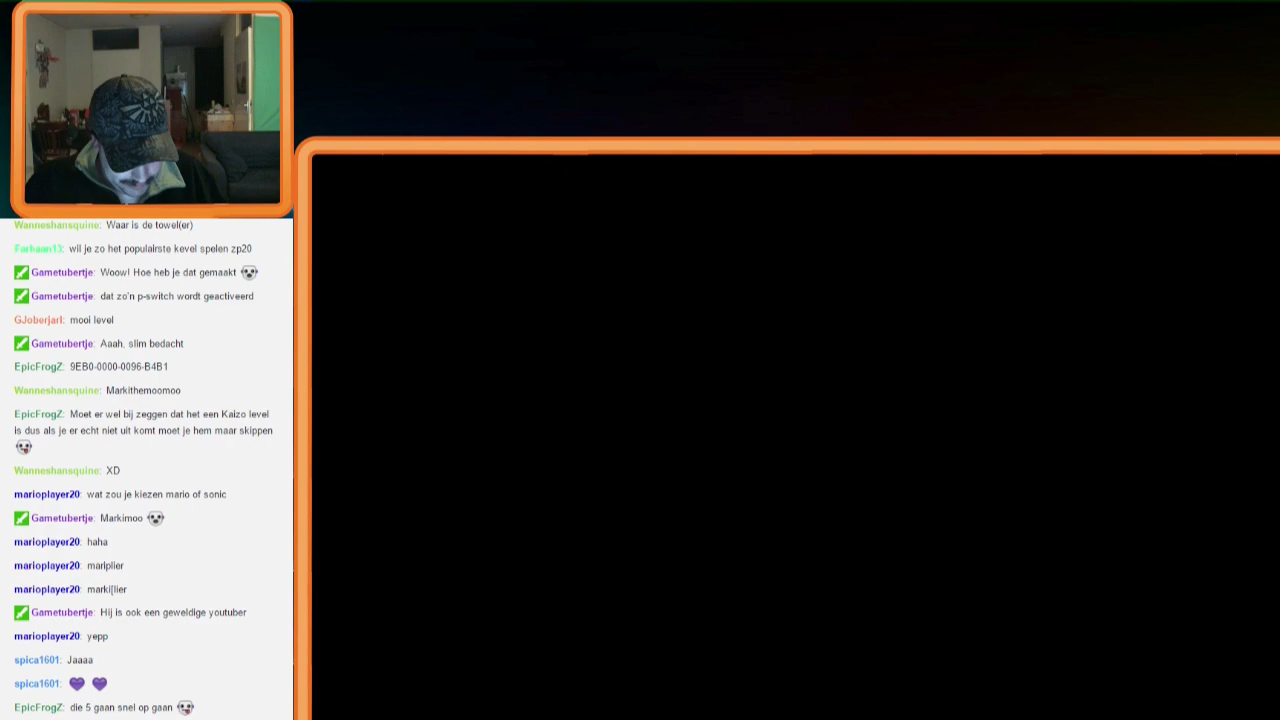 Wanneshansquine: Waar is de towel(er)
Farhaan13: wil je zo het populairste kevel spelen zp20
Gametubertje: Woow! Hoe heb je dat gemaakt
Gametubertje: dat zo'n p-switch wordt geactiveerd
GJoberjarl: mooi level
Gametubertje: Aaah, slim bedacht
EpicFrogZ: 9EB0-0000-0096-B4B1
Wanneshansquine: Markithemoomoo
EpicFrogZ: Moet er wel bij zeggen dat het een Kaizo level
is dus als je er echt niet uit komt moet je hem maar skippen
Wanneshansquine: XD
marioplayer20: wat zou je kiezen mario of sonic
Gametubertje: Markimoo
marioplayer20: haha
marioplayer20: mariplier
marioplayer20: marki[lier
Gametubertje: Hij is ook een geweldige youtuber
marioplayer20: yepp
spica1601: Jaaaa
spica1601:
EpicFrogZ: die 5 gaan snel op gaan